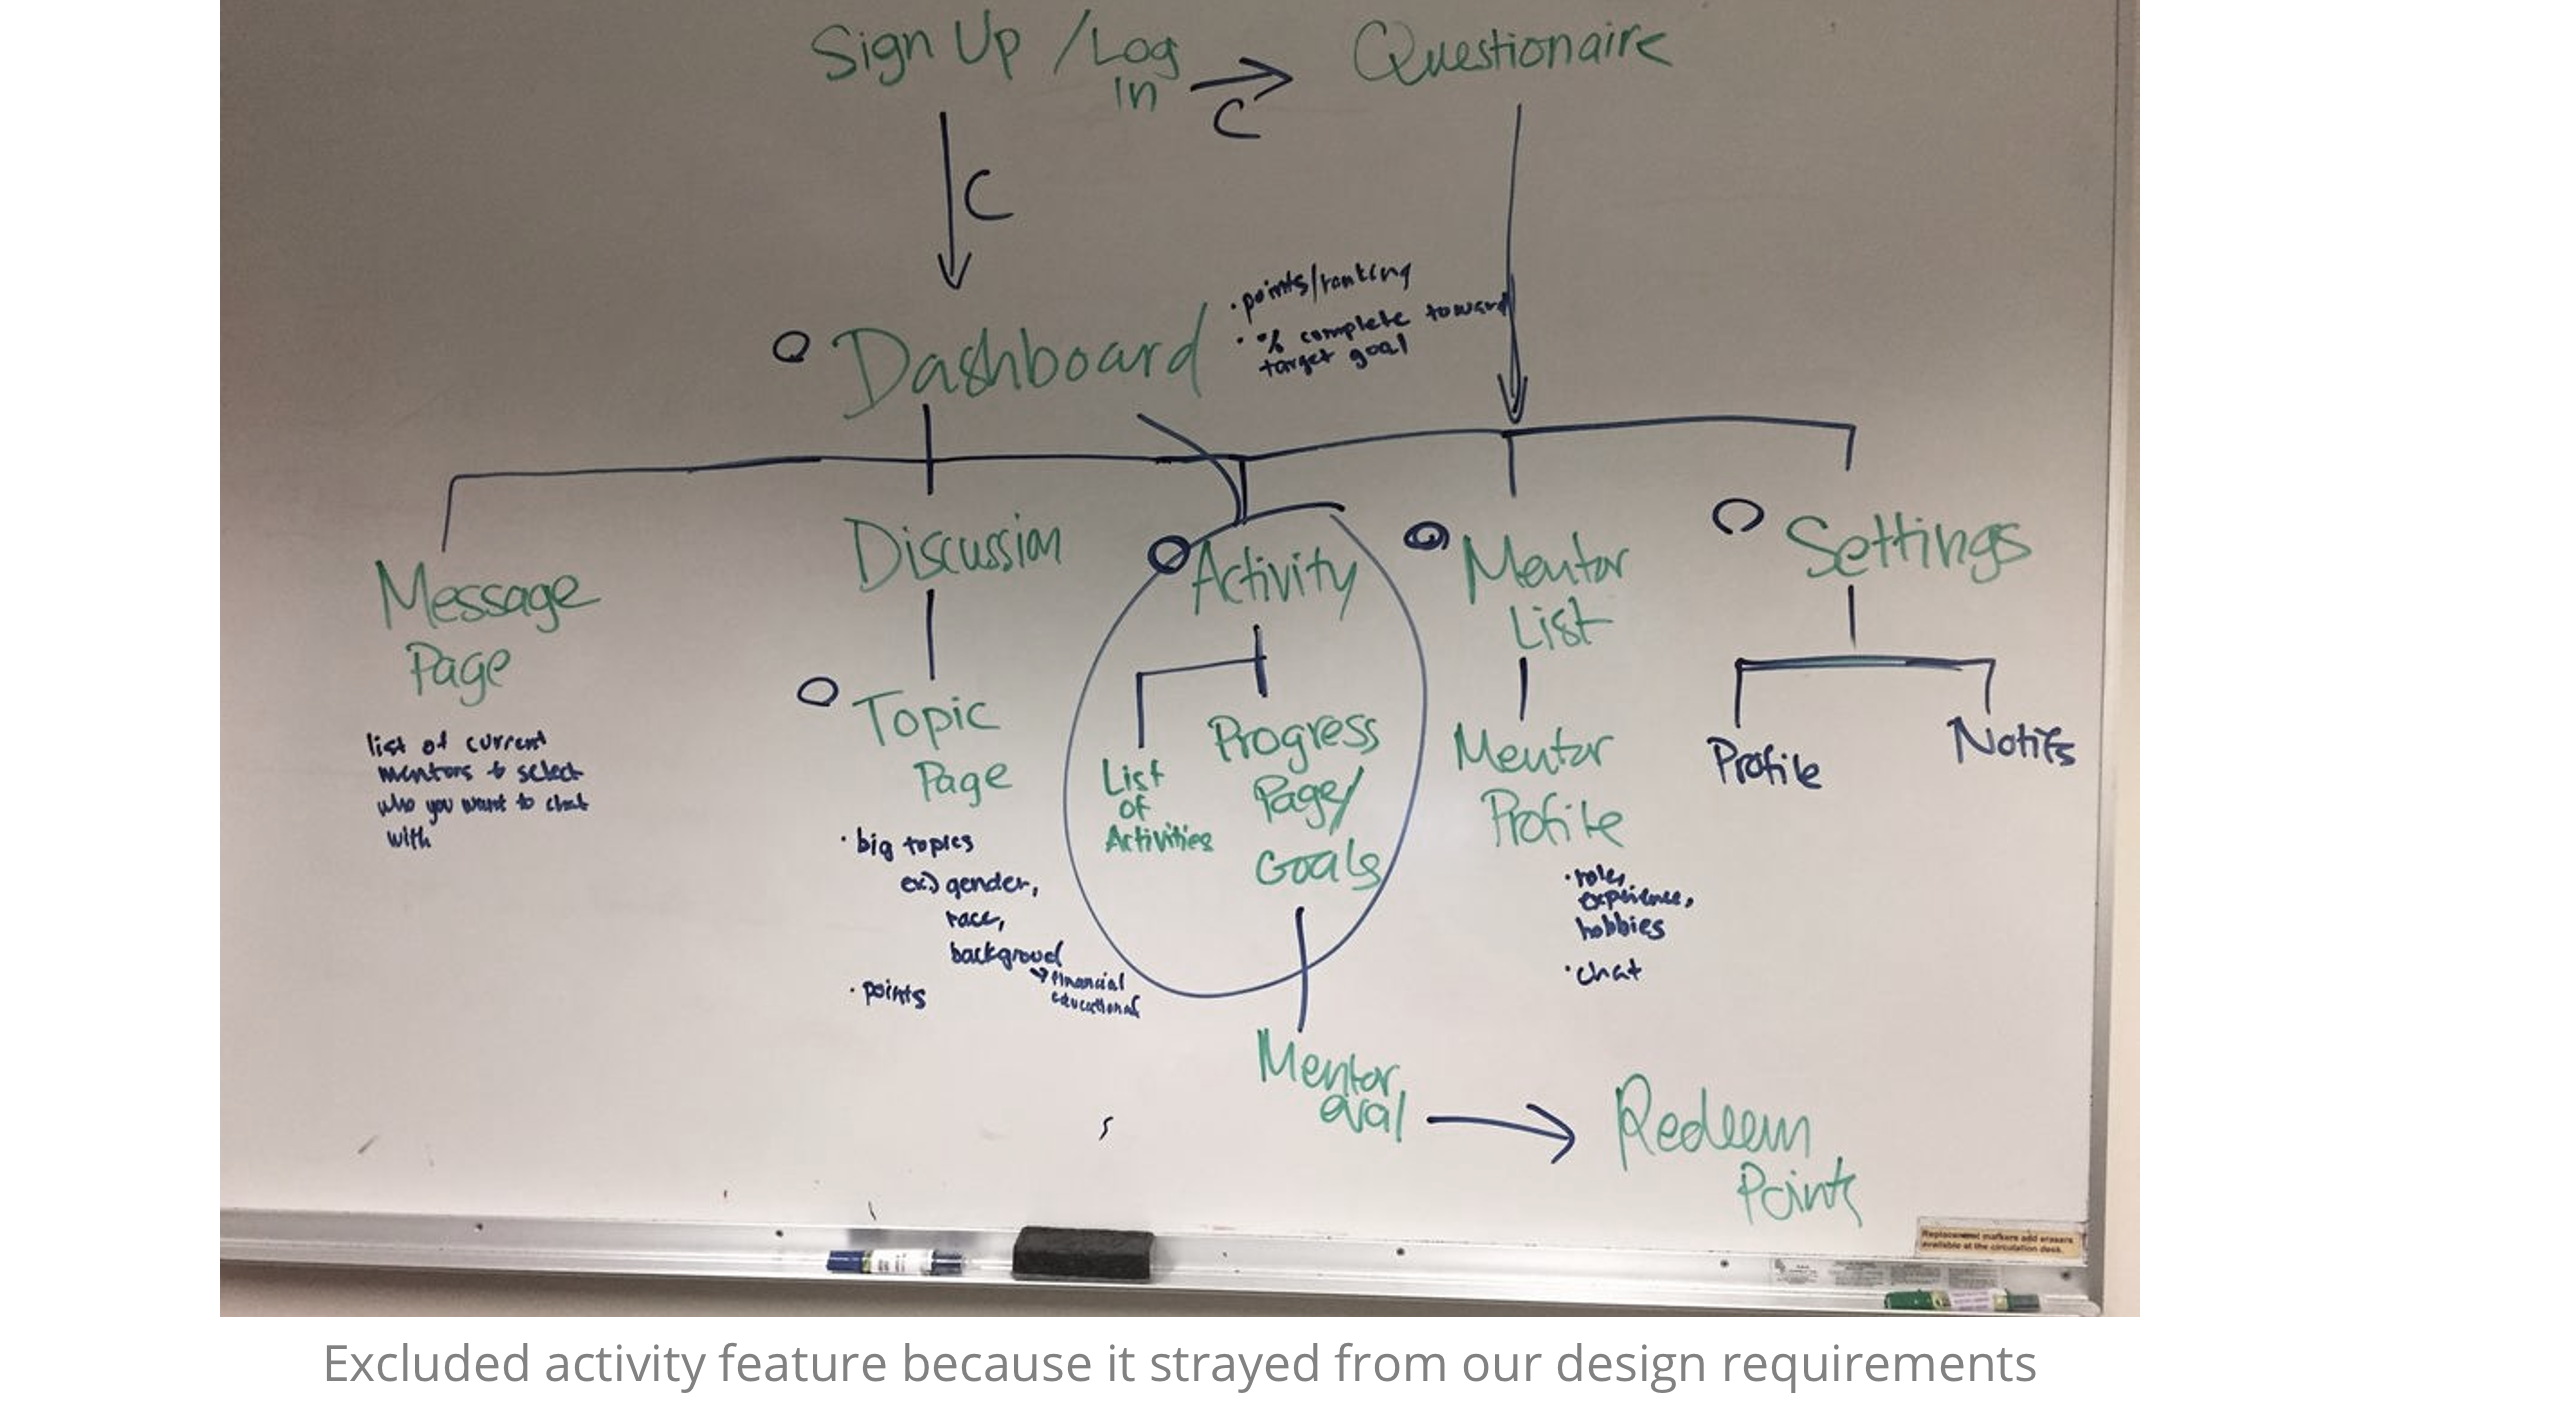 Sign Up / Log
In
C
Questionaire
C
• points/ranking
• % complete toward
target goal
Dashboard
Message
Page
list of current
mentors to select
who you want to chat
with
Discussion
Topic
Page
• big topics
ex.) gender,
race,
backgroud
→ financial
educational
• points
Activity
List
of
Activities
Progress
Page/
Goals
Mentor
eval
Redeem
Points
Mentor
List
Mentor
Profile
• roles,
experience,
hobbies
• chat
Settings
Profile
Notifs
Replacement markers and erasers
available at the circulation desk.
Excluded activity feature because it strayed from our design requirements